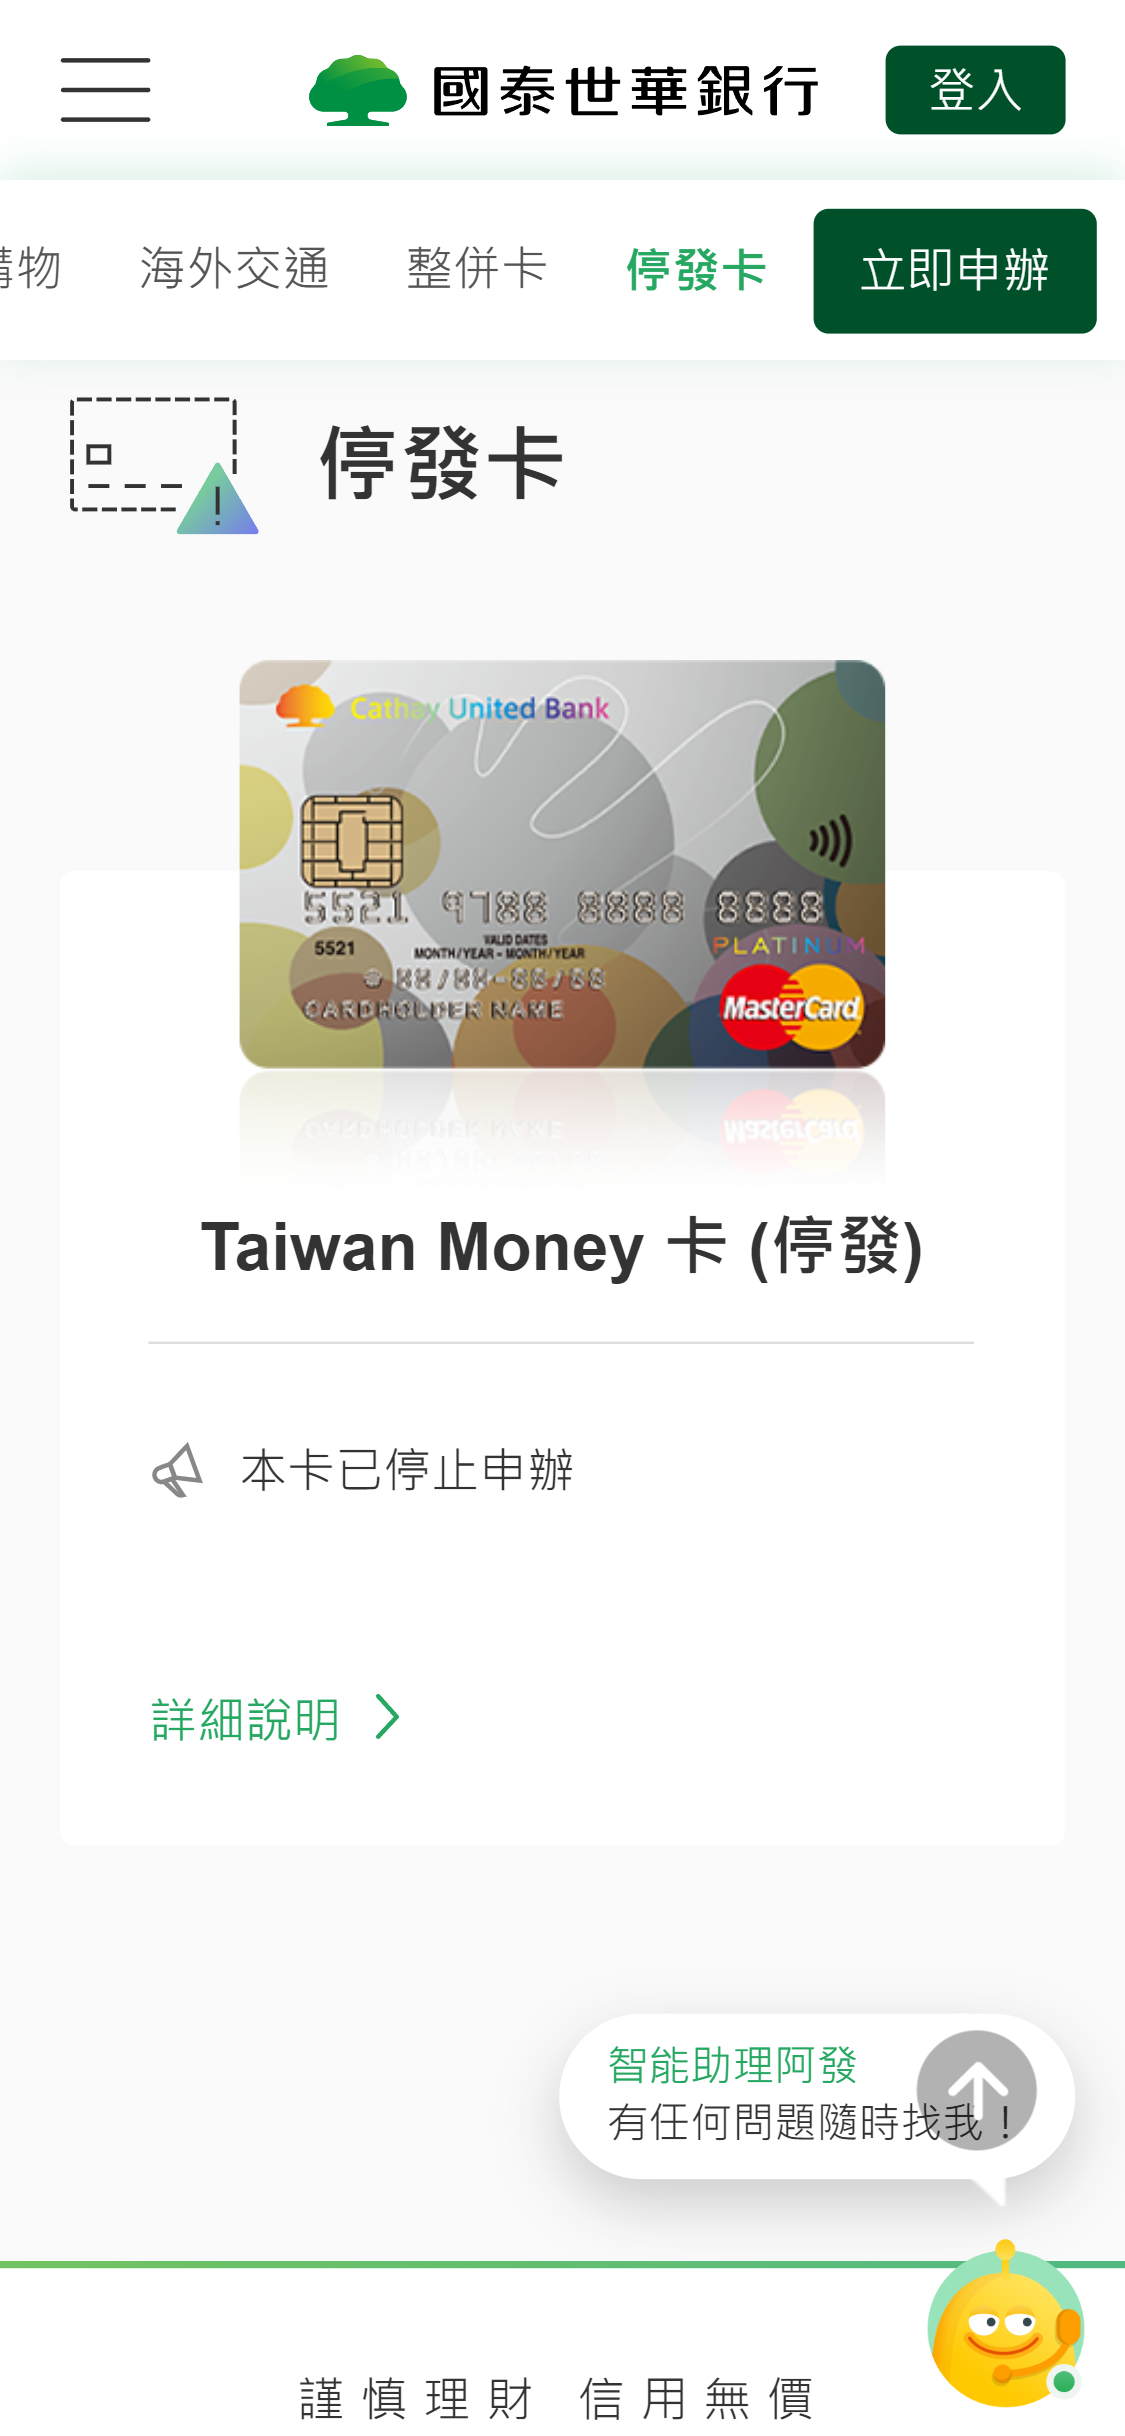 國泰世華銀行
登入
購物 海外交通 整併卡 停發卡 立即申辦
停發卡
Cathay United Bank
5521 9788 8888 8888
5521
VALID DATES
MONTH/YEAR - MONTH/YEAR
PLATINUM
CARDHOLDER NAME
MasterCard
Taiwan Money 卡 (停發)
本卡已停止申辦
詳細說明
智能助理阿發
有任何問題隨時找我！
謹慎理財 信用無價